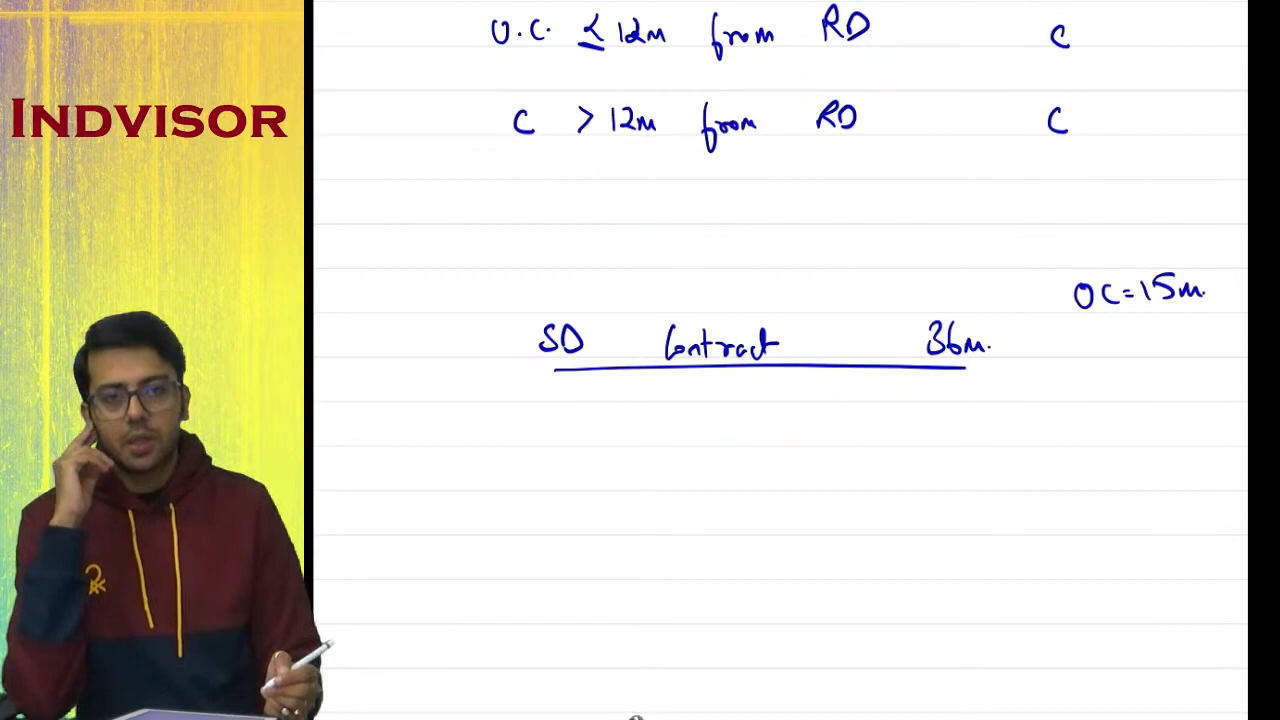 INDVISOR
O.C. ≤ 12m from RD C
C > 12m from RD C
OC = 15m.
SD Contract 36m.